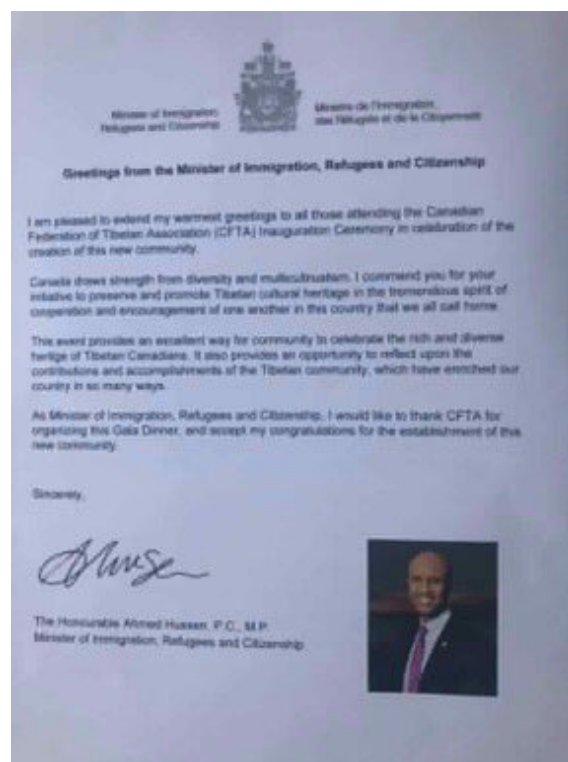 Minister of Immigration,
Refugees and Citizenship
Ministre de l'Immigration,
des Réfugiés et de la Citoyenneté
Greetings from the Minister of Immigration, Refugees and Citizenship
I am pleased to extend my warmest greetings to all those attending the Canadian
Federation of Tibetan Association (CFTA) Inauguration Ceremony in celebration of the
creation of this new community.
Canada draws strength from diversity and multiculturalism. I commend you for your
initiative to preserve and promote Tibetan cultural heritage in the tremendous spirit of
cooperation and encouragement of one another in this country that we all call home.
This event provides an excellent way for community to celebrate the rich and diverse
heritge of Tibetan Canadians. It also provides an opportunity to reflect upon the
contributions and accomplishments of the Tibetan community, which have enriched our
country in so many ways.
As Minister of Immigration, Refugees and Citizenship, I would like to thank CFTA for
organizing this Gala Dinner, and accept my congratulations for the establishment of this
new community.
Sincerely,
The Honourable Ahmed Hussen, P.C., M.P.
Minister of Immigration, Refugees and Citizenship